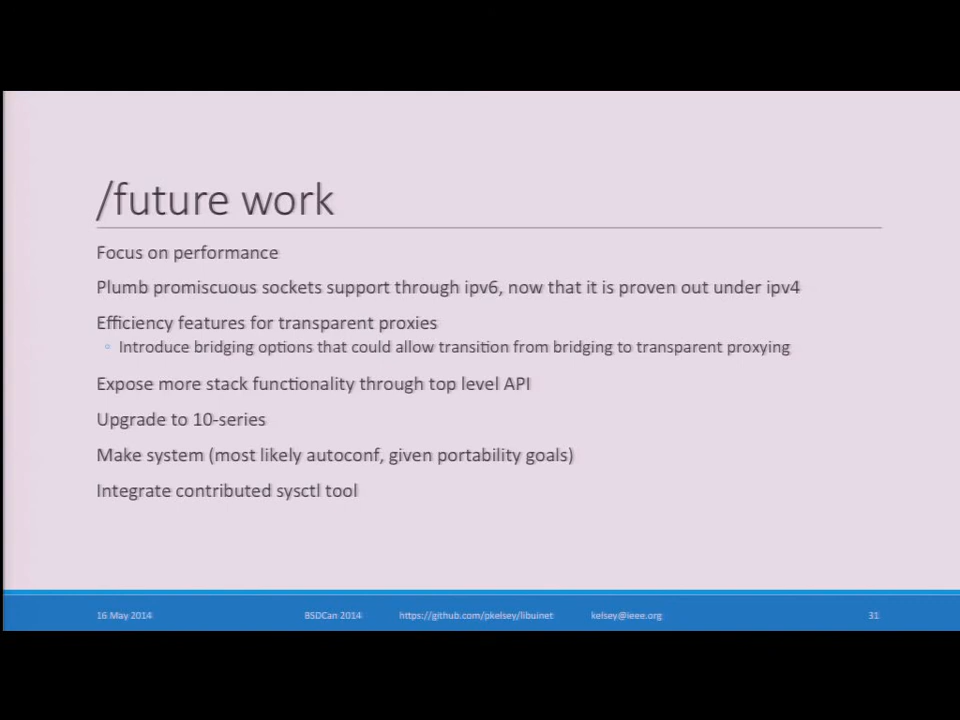 /future work
Focus on performance
Plumb promiscuous sockets support through ipv6, now that it is proven out under ipv4
Efficiency features for transparent proxies
◦ Introduce bridging options that could allow transition from bridging to transparent proxying
Expose more stack functionality through top level API
Upgrade to 10-series
Make system (most likely autoconf, given portability goals)
Integrate contributed sysctl tool
16 May 2014 BSDCan 2014 https://github.com/pkelsey/libuinet kelsey@ieee.org 31